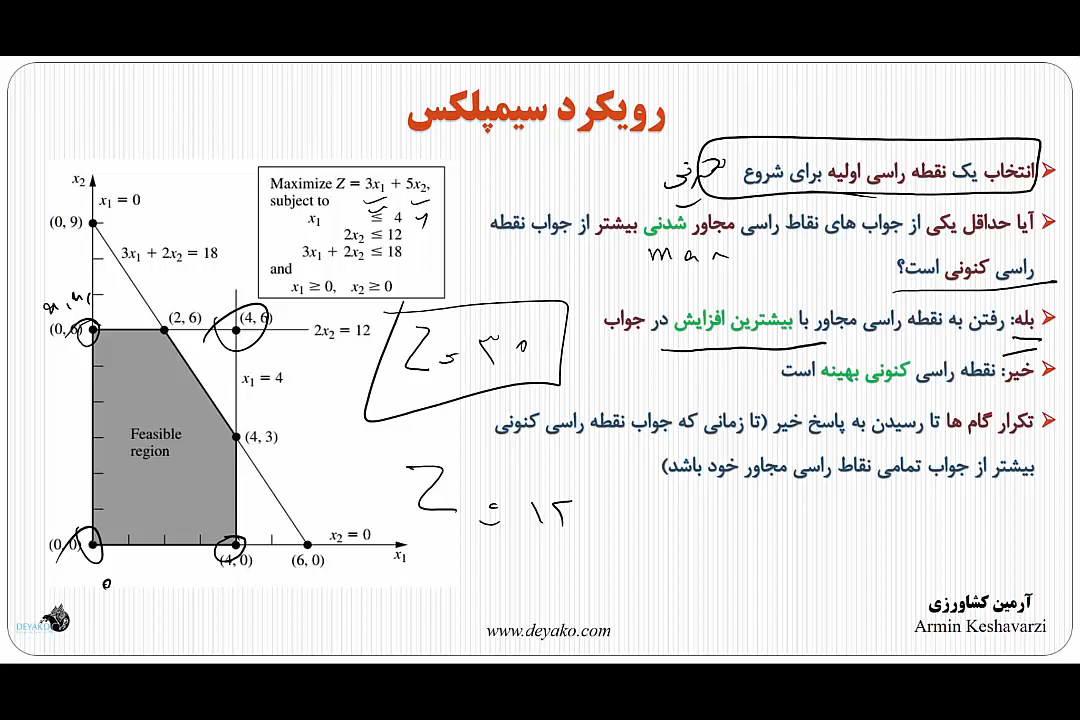 رویکرد سیمپلکس
انتخاب یک نقطه راسی اولیه برای شروع
آیا حداقل یکی از جواب های نقاط راسی مجاور شدنی بیشتر از جواب نقطه
راسی کنونی است؟
max
بله: رفتن به نقطه راسی مجاور با بیشترین افزایش در جواب
خیر: نقطه راسی کنونی بهینه است
تکرار گام ها تا رسیدن به پاسخ خیر (تا زمانی که جواب نقطه راسی کنونی
بیشتر از جواب تمامی نقاط راسی مجاور خود باشد)
Maximize Z = 3x₁ + 5x₂,
subject to
x₁ ≤ 4
2x₂ ≤ 12
3x₁ + 2x₂ ≤ 18
and
x₁ ≥ 0, x₂ ≥ 0
x₂
x₁ = 0
(0, 9)
3x₁ + 2x₂ = 18
(0, 6)
(2, 6)
(4, 6)
2x₂ = 12
x₁ = 4
Feasible
region
(4, 3)
x₂ = 0
(0, 0)
(4, 0)
(6, 0)
x₁
Z = ۳۰
Z = ۱۲
DEYAKO
www.deyako.com
آرمین کشاورزی
Armin Keshavarzi